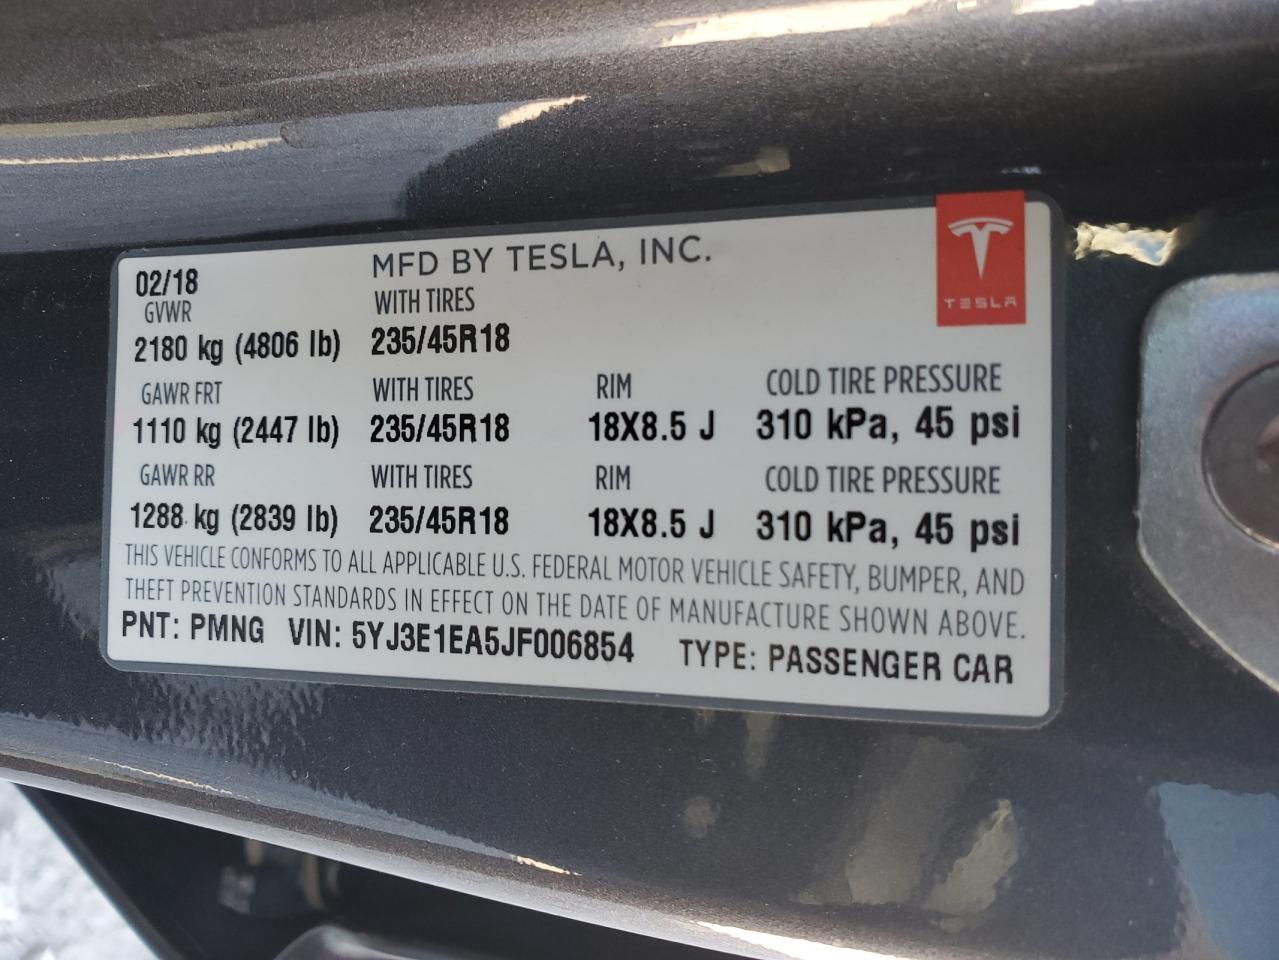 02/18 MFD BY TESLA, INC.
GVWR WITH TIRES
TESLA
2180 kg (4806 lb) 235/45R18
GAWR FRT WITH TIRES RIM COLD TIRE PRESSURE
1110 kg (2447 lb) 235/45R18 18X8.5 J 310 kPa, 45 psi
GAWR RR WITH TIRES RIM COLD TIRE PRESSURE
1288 kg (2839 lb) 235/45R18 18X8.5 J 310 kPa, 45 psi
THIS VEHICLE CONFORMS TO ALL APPLICABLE U.S. FEDERAL MOTOR VEHICLE SAFETY, BUMPER, AND
THEFT PREVENTION STANDARDS IN EFFECT ON THE DATE OF MANUFACTURE SHOWN ABOVE.
PNT: PMNG VIN: 5YJ3E1EA5JF006854 TYPE: PASSENGER CAR